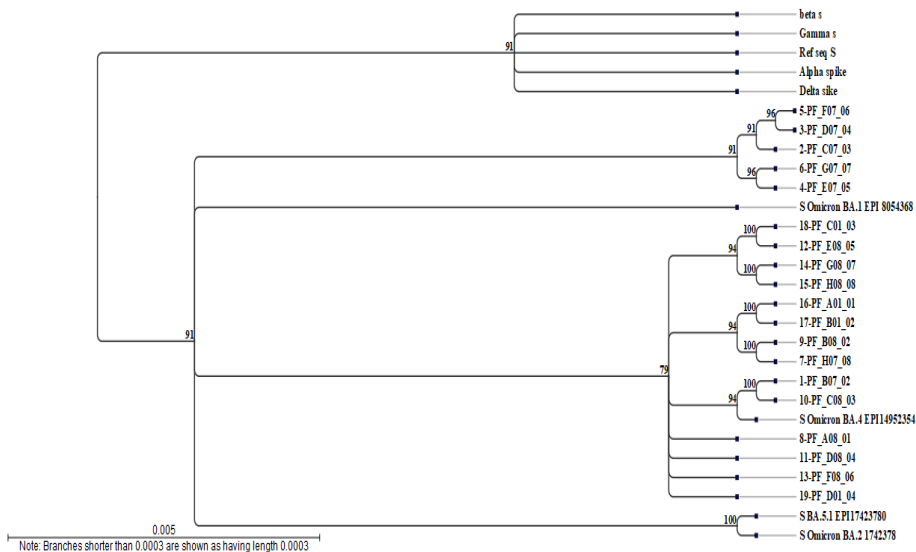 beta s
Gamma s
91
Ref seq S
Alpha spike
Delta sike
5-PF_F07_06
96
3-PF_D07_04
91
2-PF_C07_03
91
6-PF_G07_07
96
4-PF_E07_05
S Omicron BA.1 EPI 8054368
18-PF_C01_03
100
12-PF_E08_05
94
14-PF_G08_07
100
15-PF_H08_08
16-PF_A01_01
100
17-PF_B01_02
94
9-PF_B08_02
100
7-PF_H07_08
91
79
1-PF_B07_02
100
10-PF_C08_03
94
S Omicron BA.4 EPI14952354
8-PF_A08_01
11-PF_D08_04
13-PF_F08_06
19-PF_D01_04
S BA.5.1 EPI17423780
100
S Omicron BA.2 1742378
0.005
Note: Branches shorter than 0.0003 are shown as having length 0.0003